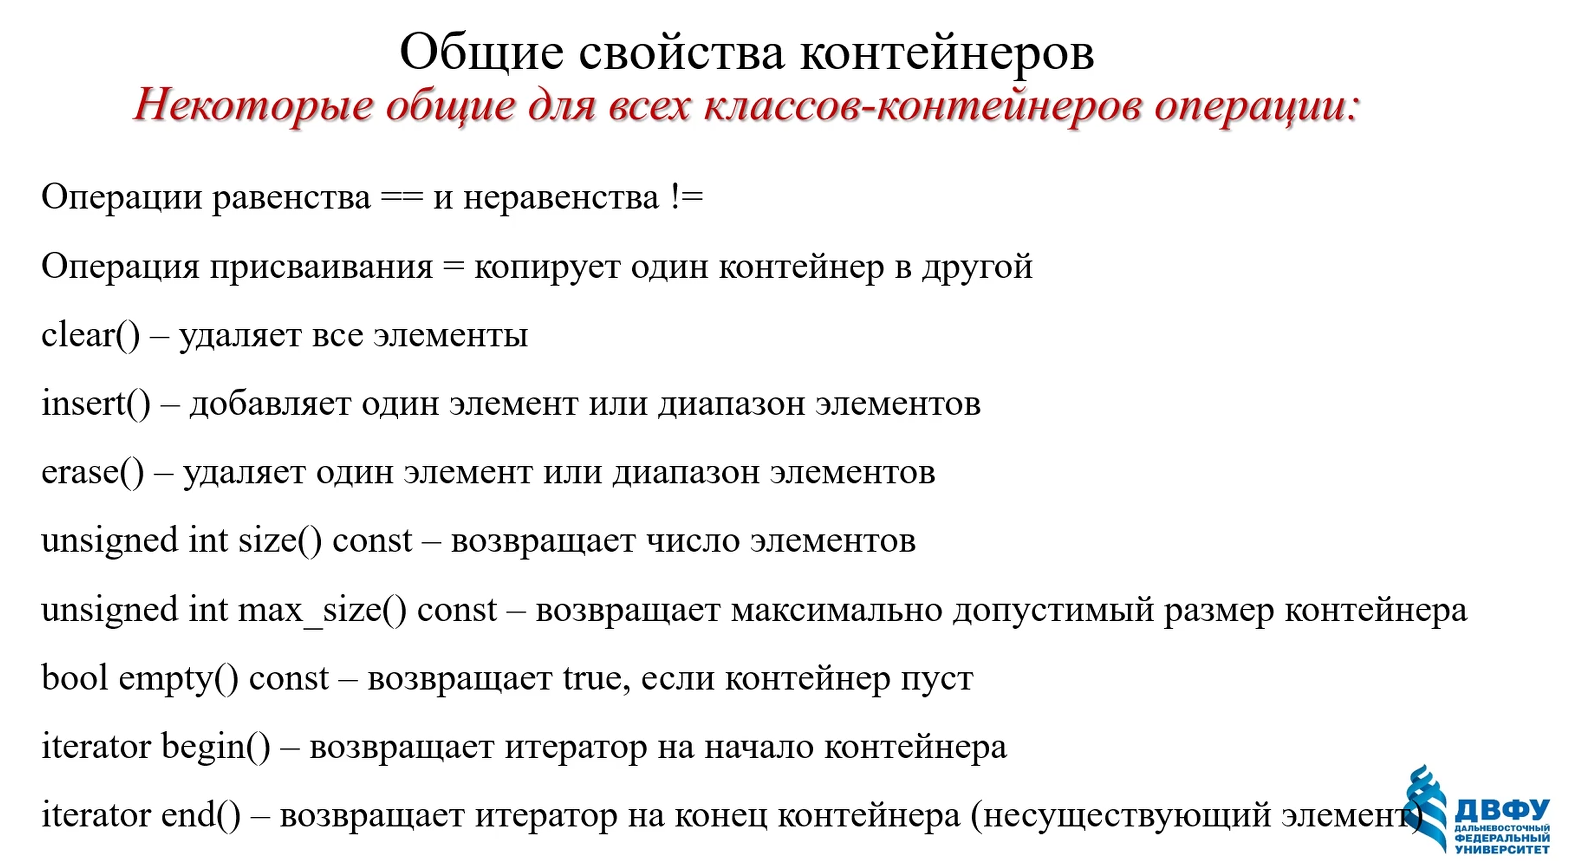 Общие свойства контейнеров
Некоторые общие для всех классов-контейнеров операции:
Операции равенства == и неравенства !=
Операция присваивания = копирует один контейнер в другой
clear() – удаляет все элементы
insert() – добавляет один элемент или диапазон элементов
erase() – удаляет один элемент или диапазон элементов
unsigned int size() const – возвращает число элементов
unsigned int max_size() const – возвращает максимально допустимый размер контейнера
bool empty() const – возвращает true, если контейнер пуст
iterator begin() – возвращает итератор на начало контейнера
iterator end() – возвращает итератор на конец контейнера (несуществующий элемент)
ДВФУ
ДАЛЬНЕВОСТОЧНЫЙ
ФЕДЕРАЛЬНЫЙ
УНИВЕРСИТЕТ